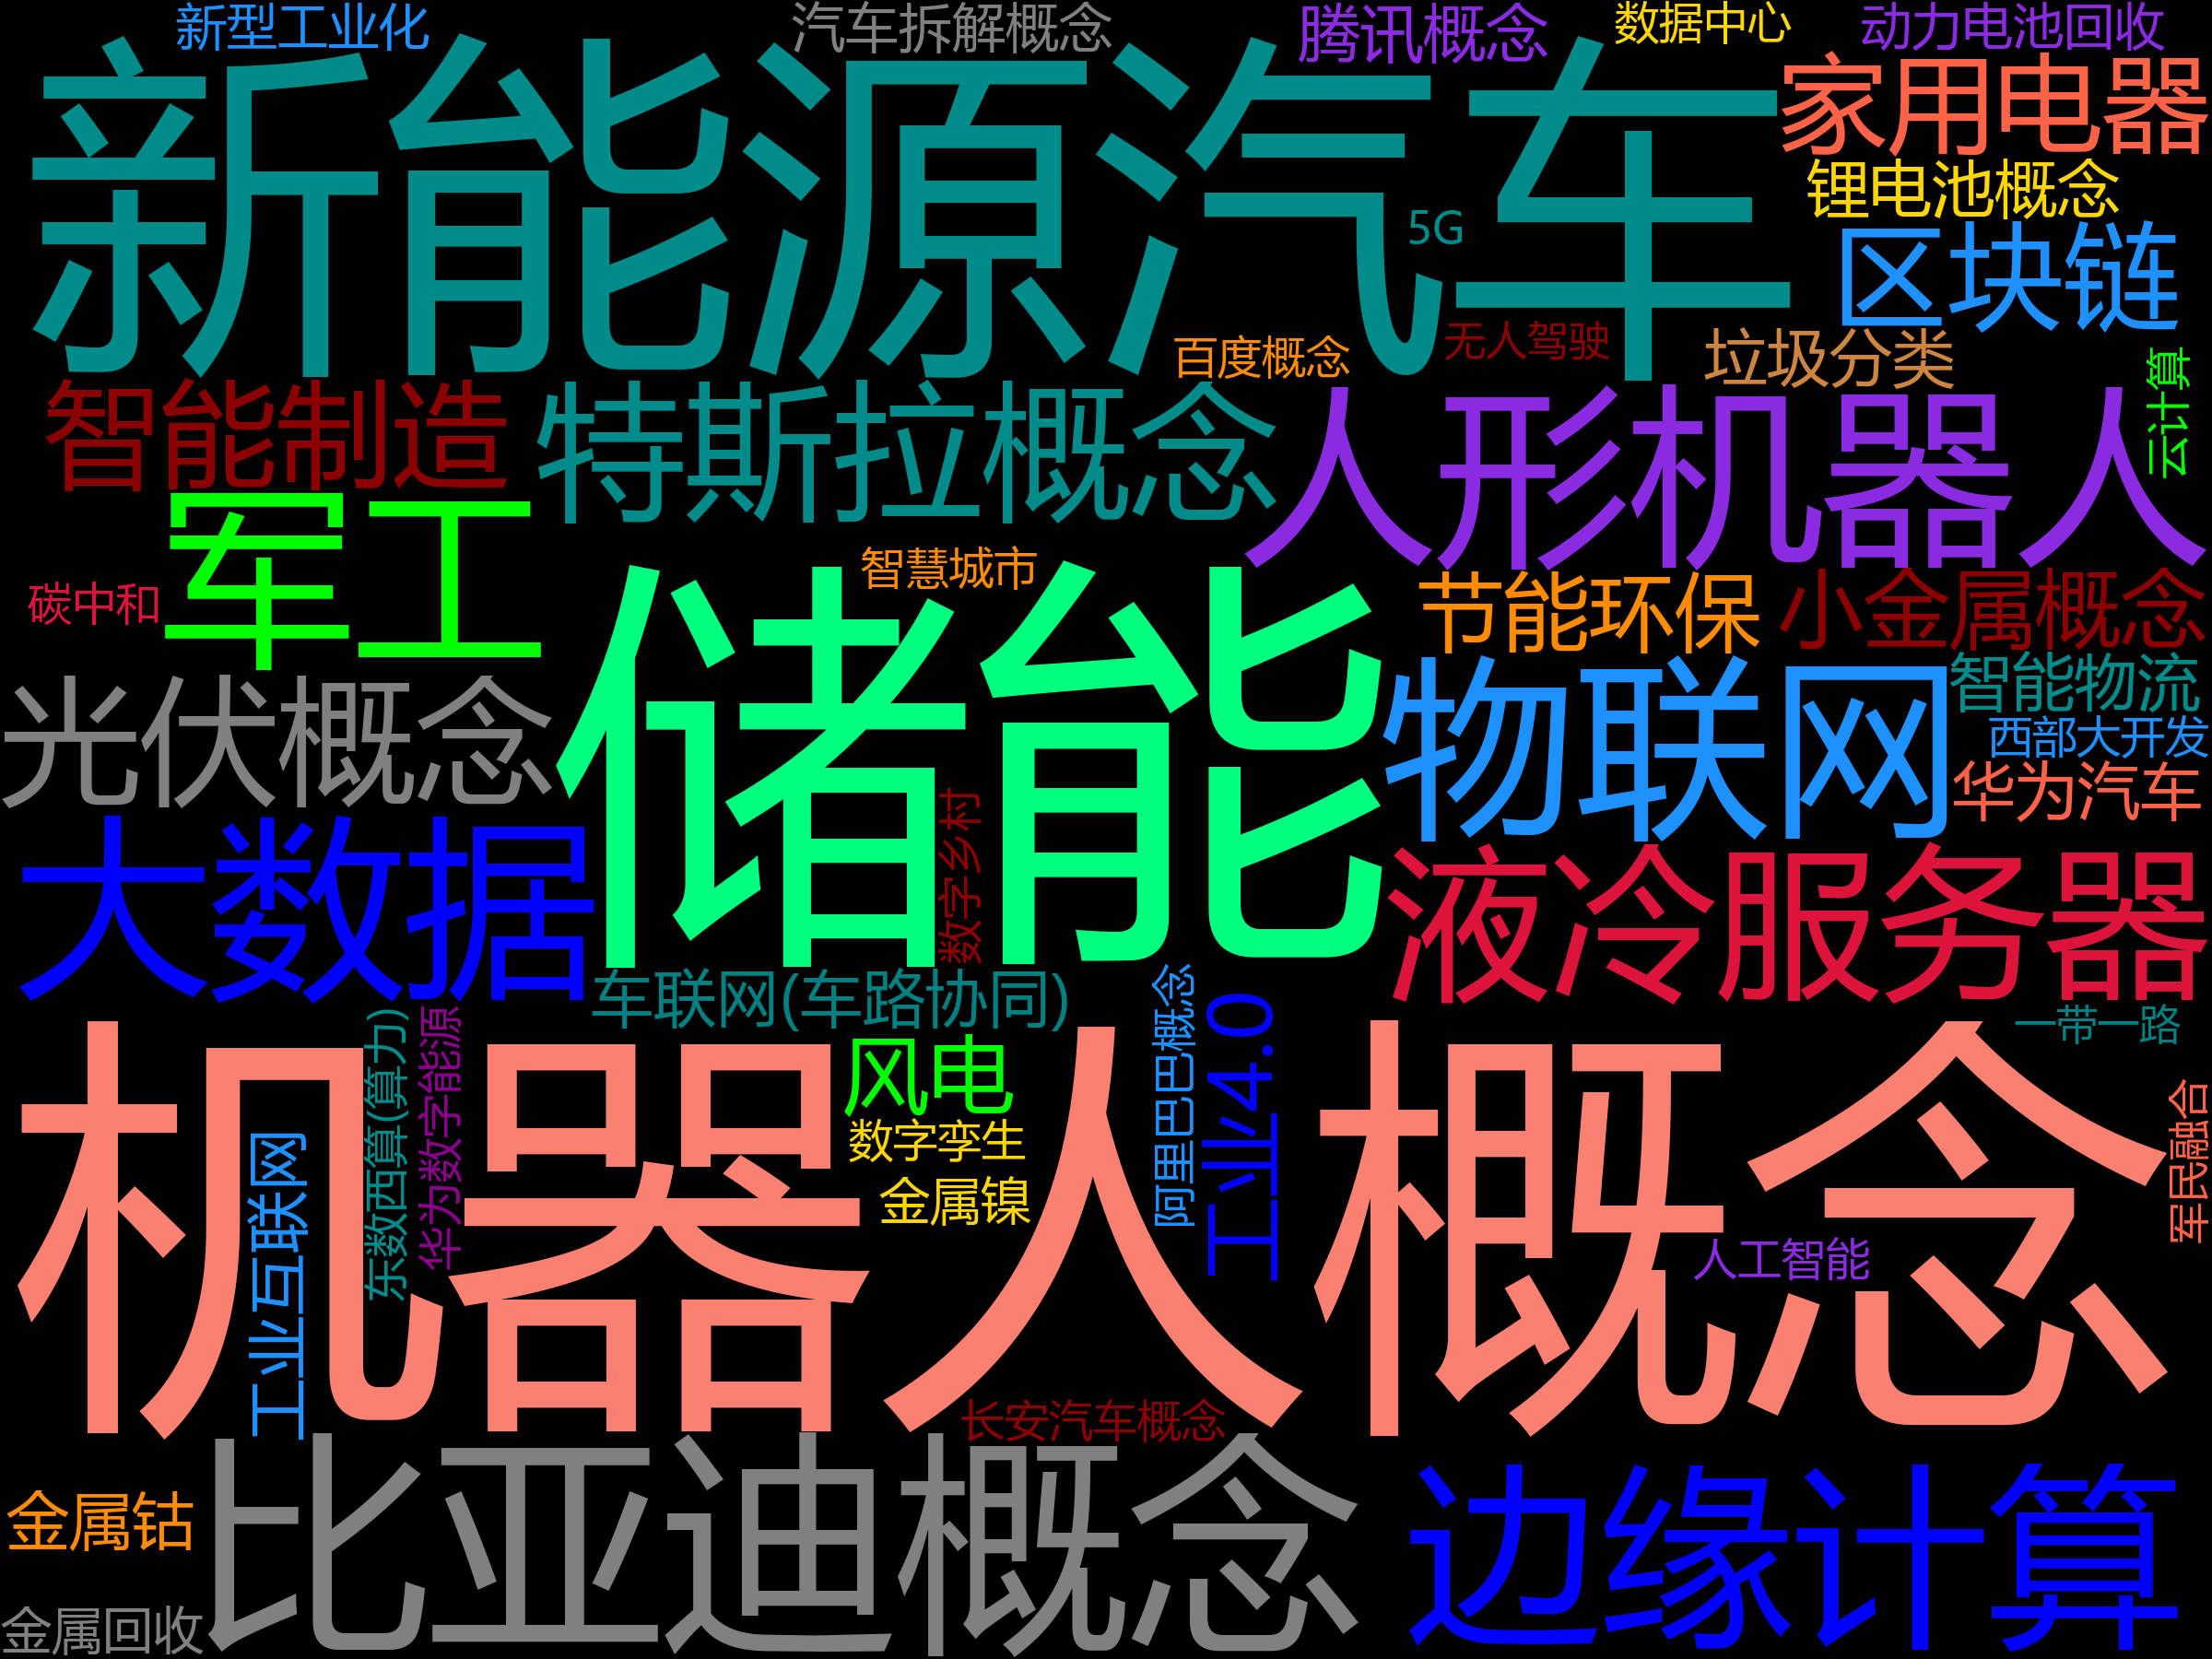 新型工业化
汽车拆解概念
腾讯概念
数据中心
动力电池回收
新能源汽车
家用电器
锂电池概念
5G
区块链
百度概念
无人驾驶
垃圾分类
云计算
智能制造
特斯拉概念
人形机器人
军工
智慧城市
碳中和
储能
节能环保
小金属概念
光伏概念
物联网
智能物流
西部大开发
华为汽车
数字乡村
大数据
液冷服务器
车联网(车路协同)
阿里巴巴概念
工业4.0
一带一路
东数西算(算力)
华为数字能源
风电
数字孪生
金属镍
工业互联网
军民融合
机器人概念
人工智能
长安汽车概念
比亚迪概念
边缘计算
金属钴
金属回收